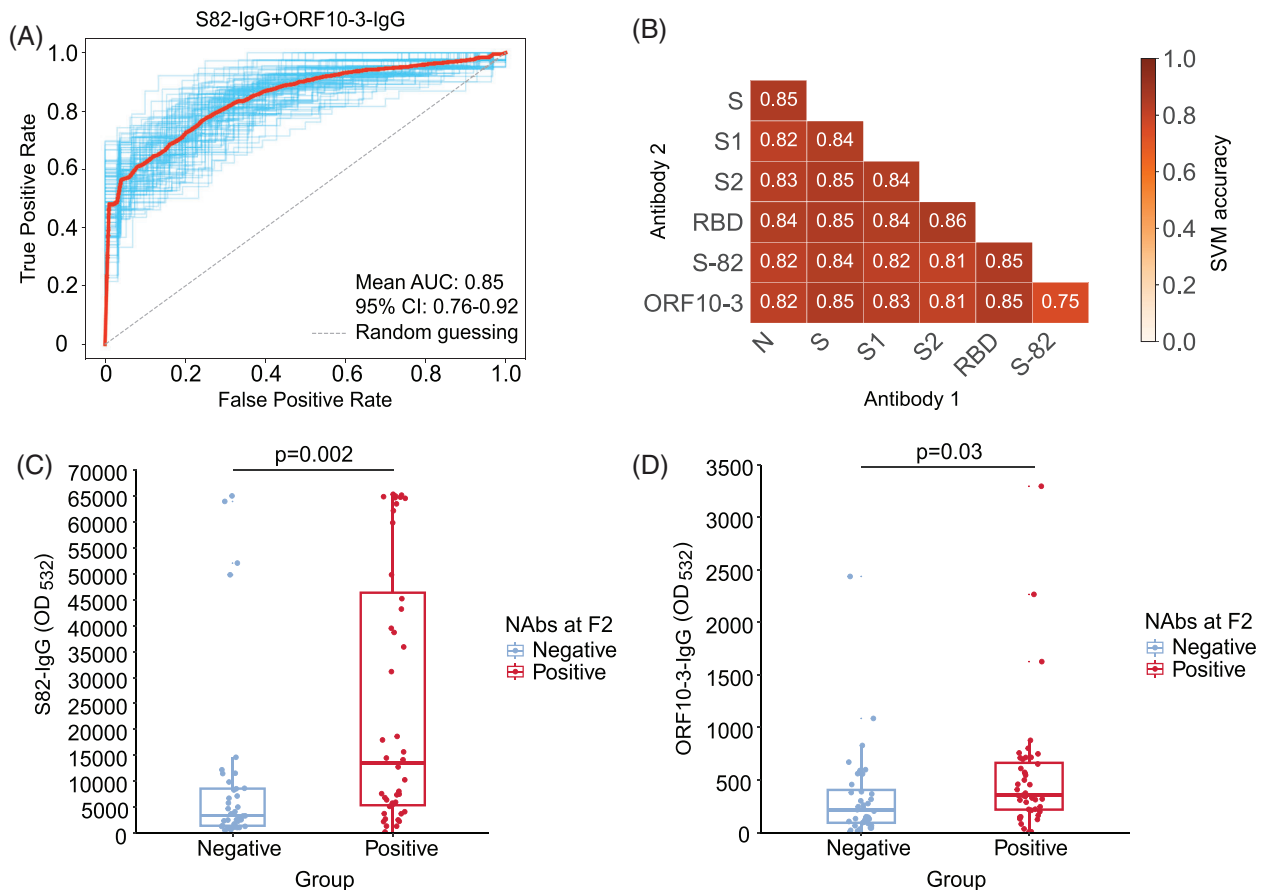 (A)
S82-IgG+ORF10-3-IgG
True Positive Rate
1.0
0.8
0.6
0.4
0.2
0
Mean AUC: 0.85
95% CI: 0.76-0.92
Random guessing
0 0.2 0.4 0.6 0.8 1.0
False Positive Rate
(B)
Antibody 2
S 0.85
S1 0.82 0.84
S2 0.83 0.85 0.84
RBD 0.84 0.85 0.84 0.86
S-82 0.82 0.84 0.82 0.81 0.85
ORF10-3 0.82 0.85 0.83 0.81 0.85 0.75
N S S1 S2 RBD S-82
Antibody 1
1.0
0.8
0.6
0.4
0.2
0.0
SVM accuracy
(C)
p=0.002
S82-IgG (OD 532)
70000
65000
60000
55000
50000
45000
40000
35000
30000
25000
20000
15000
10000
5000
0
Negative Positive
Group
NAbs at F2
Negative
Positive
(D)
p=0.03
ORF10-3-IgG (OD 532)
3500
3000
2500
2000
1500
1000
500
0
Negative Positive
Group
NAbs at F2
Negative
Positive